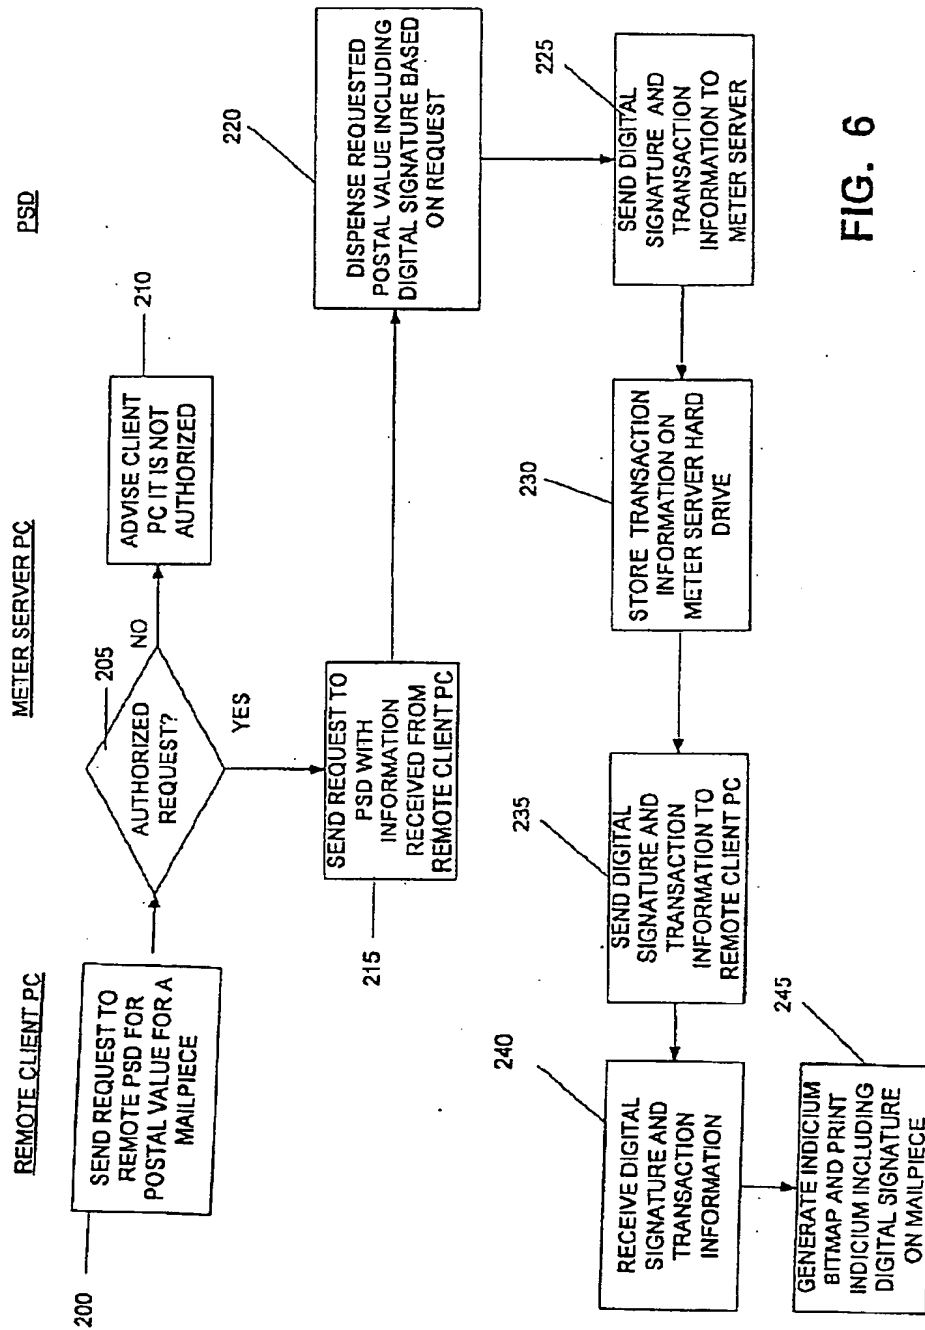 REMOTE CLIENT PC
METER SERVER PC
PSD
200
SEND REQUEST TO
REMOTE PSD FOR
POSTAL VALUE FOR A
MAILPIECE
205
AUTHORIZED
REQUEST?
NO
YES
210
ADVISE CLIENT
PC IT IS NOT
AUTHORIZED
215
SEND REQUEST TO
PSD WITH
INFORMATION
RECEIVED FROM
REMOTE CLIENT PC
220
DISPENSE REQUESTED
POSTAL VALUE INCLUDING
DIGITAL SIGNATURE BASED
ON REQUEST
225
SEND DIGITAL
SIGNATURE AND
TRANSACTION
INFORMATION TO
METER SERVER
230
STORE TRANSACTION
INFORMATION ON
METER SERVER HARD
DRIVE
235
SEND DIGITAL
SIGNATURE AND
TRANSACTION
INFORMATION TO
REMOTE CLIENT PC
240
RECEIVE DIGITAL
SIGNATURE AND
TRANSACTION
INFORMATION
245
GENERATE INDICIUM
BITMAP AND PRINT
INDICIUM INCLUDING
DIGITAL SIGNATURE
ON MAILPIECE
FIG. 6